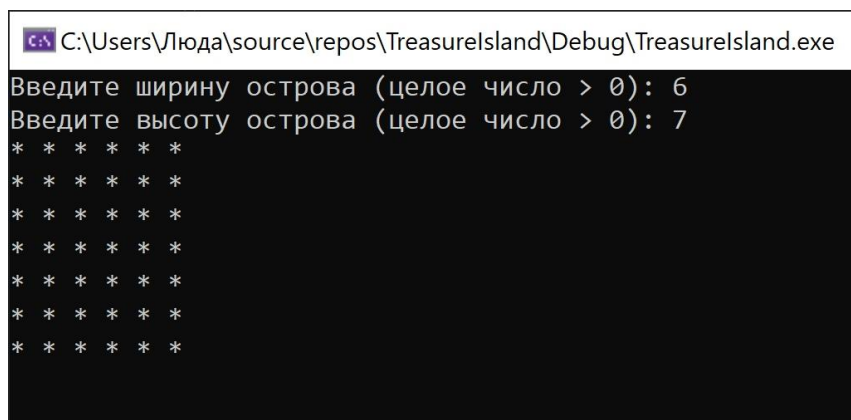 C:\Users\Люда\source\repos\TreasureIsland\Debug\TreasureIsland.exe
Введите ширину острова (целое число > 0): 6
Введите высоту острова (целое число > 0): 7
* * * * * *
* * * * * *
* * * * * *
* * * * * *
* * * * * *
* * * * * *
* * * * * *